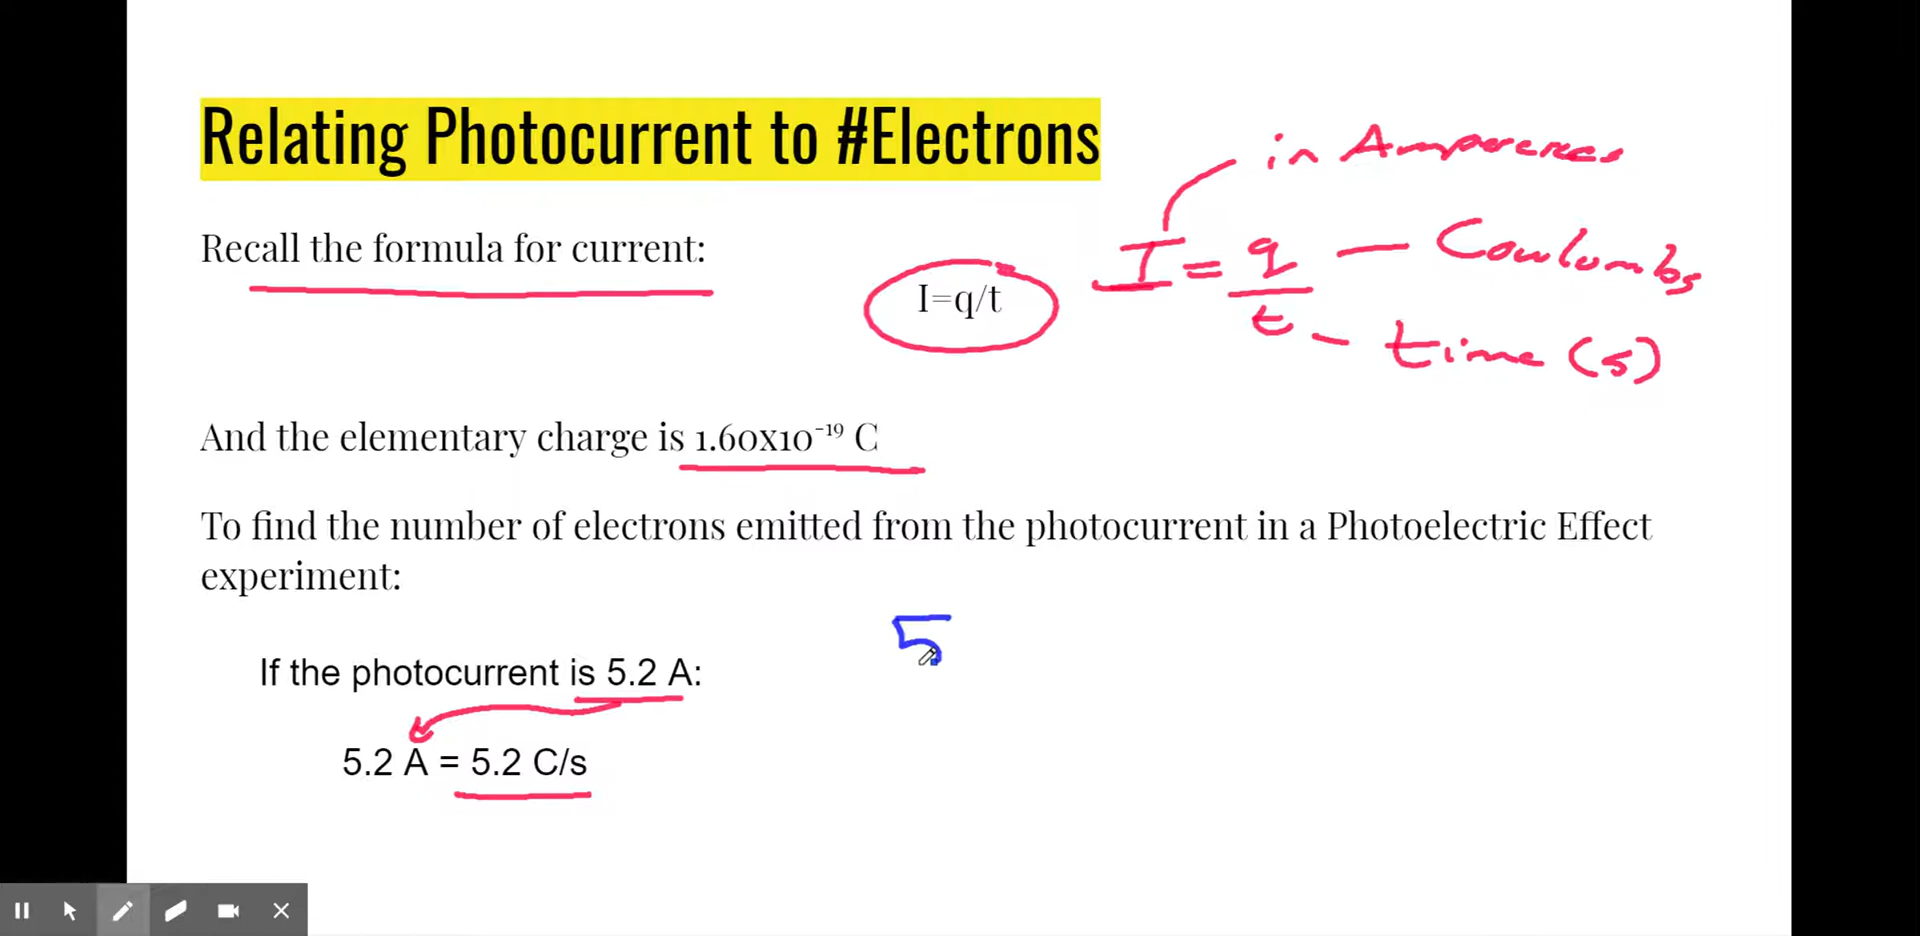 Relating Photocurrent to #Electrons
in Amperes
Recall the formula for current:
I = q — Coulombs
I=q/t
t — time (s)
And the elementary charge is 1.60x10⁻¹⁹ C
To find the number of electrons emitted from the photocurrent in a Photoelectric Effect
experiment:
5
If the photocurrent is 5.2 A:
5.2 A = 5.2 C/s